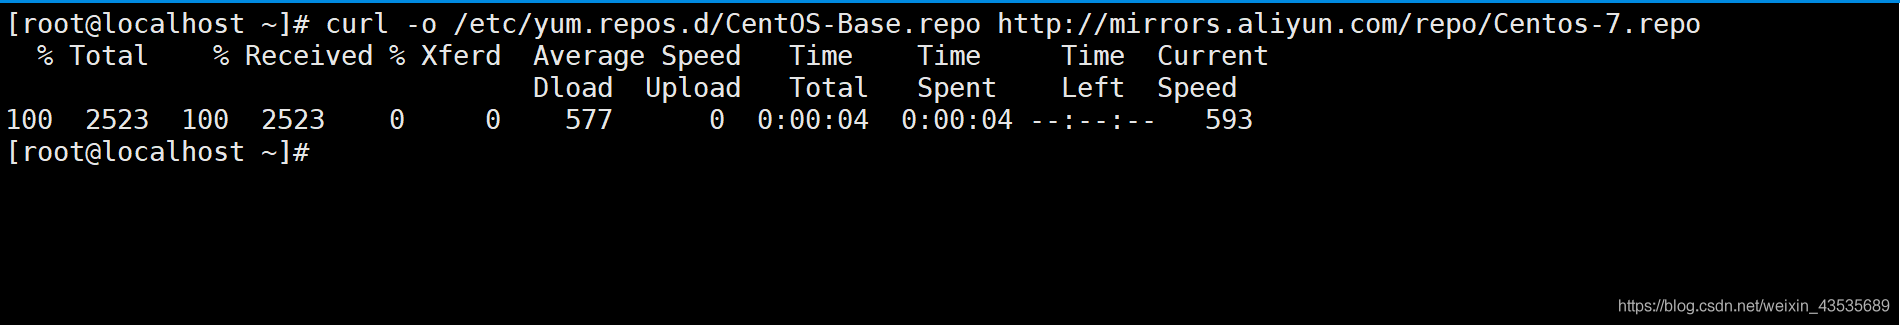 [root@localhost ~]# curl -o /etc/yum.repos.d/CentOS-Base.repo http://mirrors.aliyun.com/repo/Centos-7.repo
  % Total    % Received % Xferd  Average Speed   Time    Time     Time  Current
                                 Dload  Upload   Total   Spent    Left  Speed
100  2523  100  2523    0     0    577      0  0:00:04  0:00:04 --:--:--   593
[root@localhost ~]#
https://blog.csdn.net/weixin_43535689